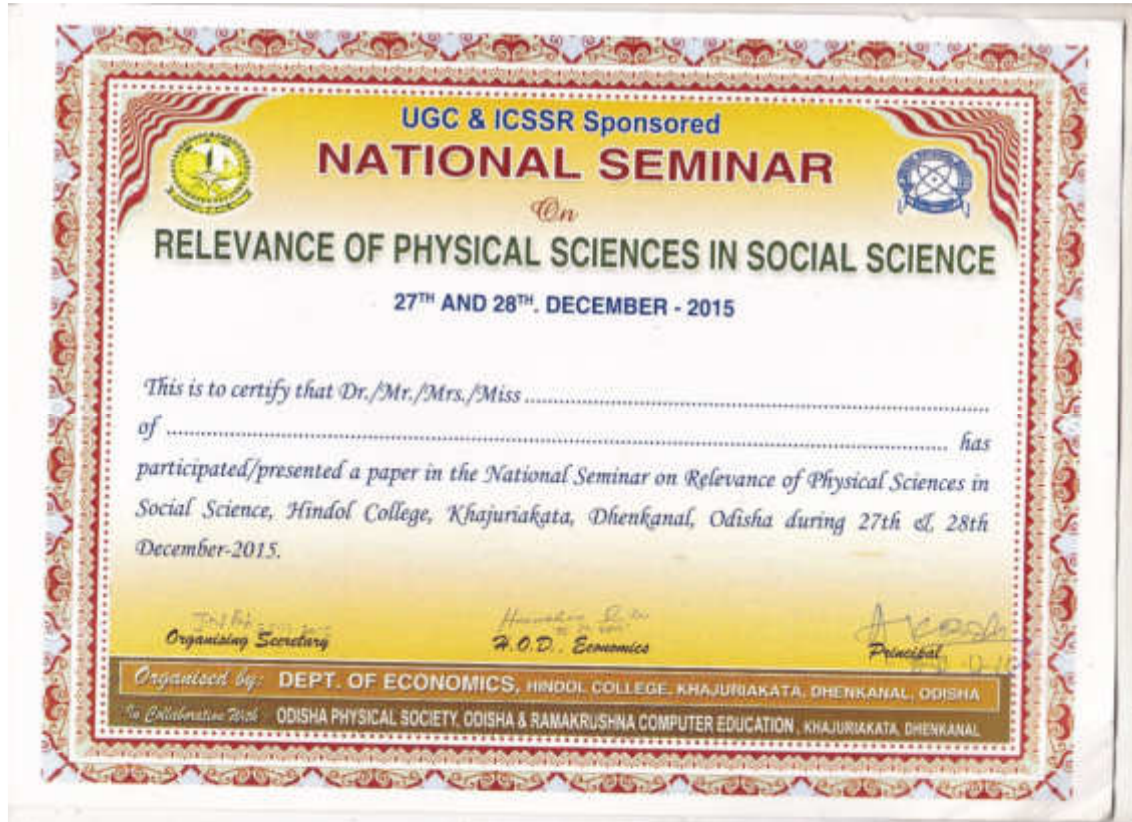 UGC & ICSSR Sponsored
NATIONAL SEMINAR
On
RELEVANCE OF PHYSICAL SCIENCES IN SOCIAL SCIENCE
27TH AND 28TH. DECEMBER - 2015
This is to certify that Dr./Mr./Mrs./Miss ....................
of .................... has
participated/presented a paper in the National Seminar on Relevance of Physical Sciences in
Social Science, Hindol College, Khajuriakata, Dhenkanal, Odisha during 27th & 28th
December-2015.
Organising Secretary
H.O.D.. Economics
Principal
Organised by: DEPT. OF ECONOMICS, HINDOL COLLEGE, KHAJURIAKATA, DHENKANAL, ODISHA
In Collaboration With : ODISHA PHYSICAL SOCIETY, ODISHA & RAMAKRUSHNA COMPUTER EDUCATION , KHAJURIAKATA, DHENKANAL